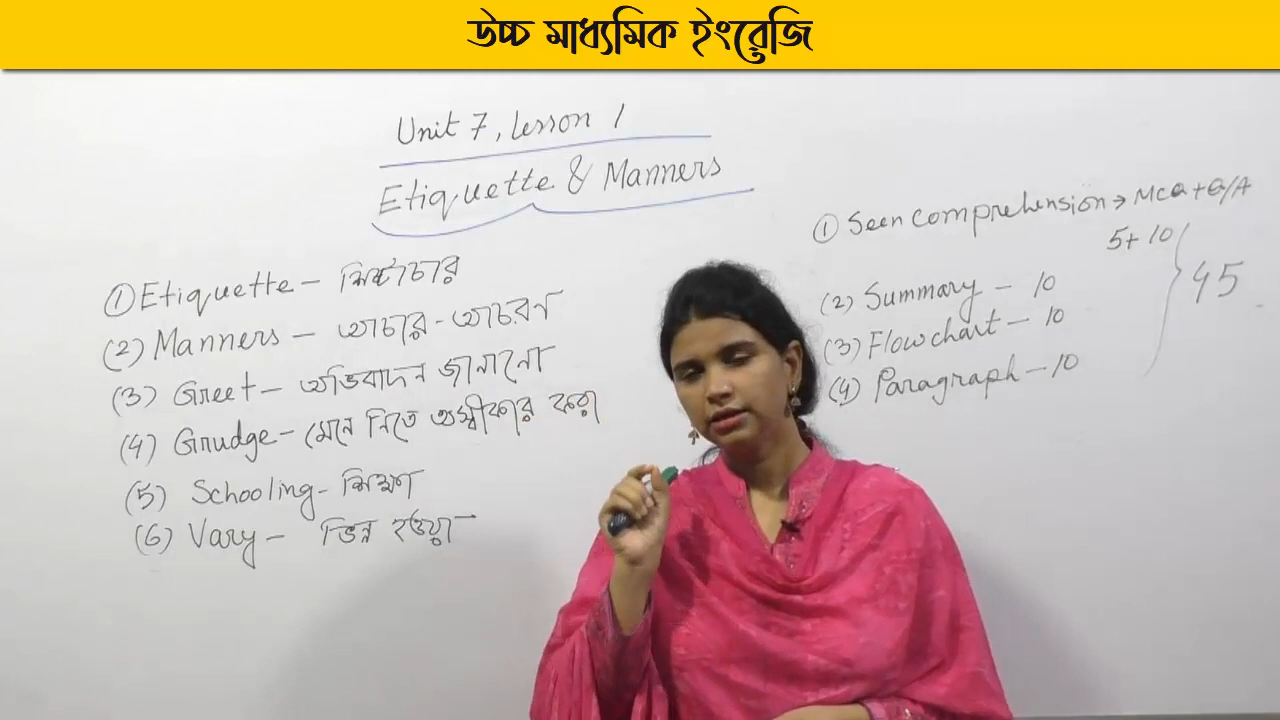 উচ্চ মাধ্যমিক ইংরেজি
Unit 7, Lesson 1
Etiquette & Manners
① Etiquette – শিষ্টাচার
(2) Manners – আচার-আচরণ
(3) Greet – অভিবাদন জানানো
(4) Grudge – মেনে নিতে অস্বীকার করা
(5) Schooling – শিক্ষা
(6) Vary – ভিন্ন হওয়া
① Seen comprehension → MCQ + Q/A
5+ 10
(2) Summary – 10
(3) Flowchart – 10
(4) Paragraph – 10
45